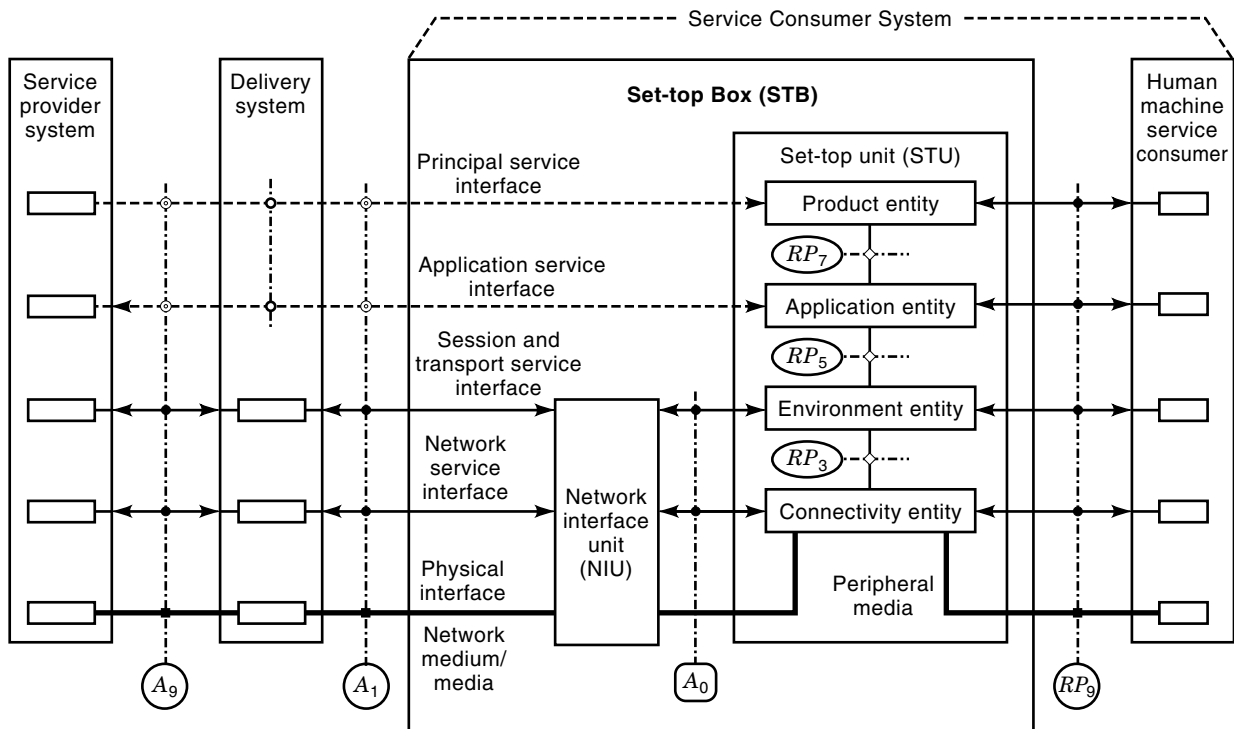 Service Consumer System
Service
provider
system
Delivery
system
Set-top Box (STB)
Human
machine
service
consumer
Set-top unit (STU)
Principal service
interface
Product entity
RP7
Application service
interface
Application entity
RP5
Session and
transport service
interface
Environment entity
RP3
Network
service
interface
Network
interface
unit
(NIU)
Connectivity entity
Physical
interface
Peripheral
media
Network
medium/
media
A9
A1
A0
RP9